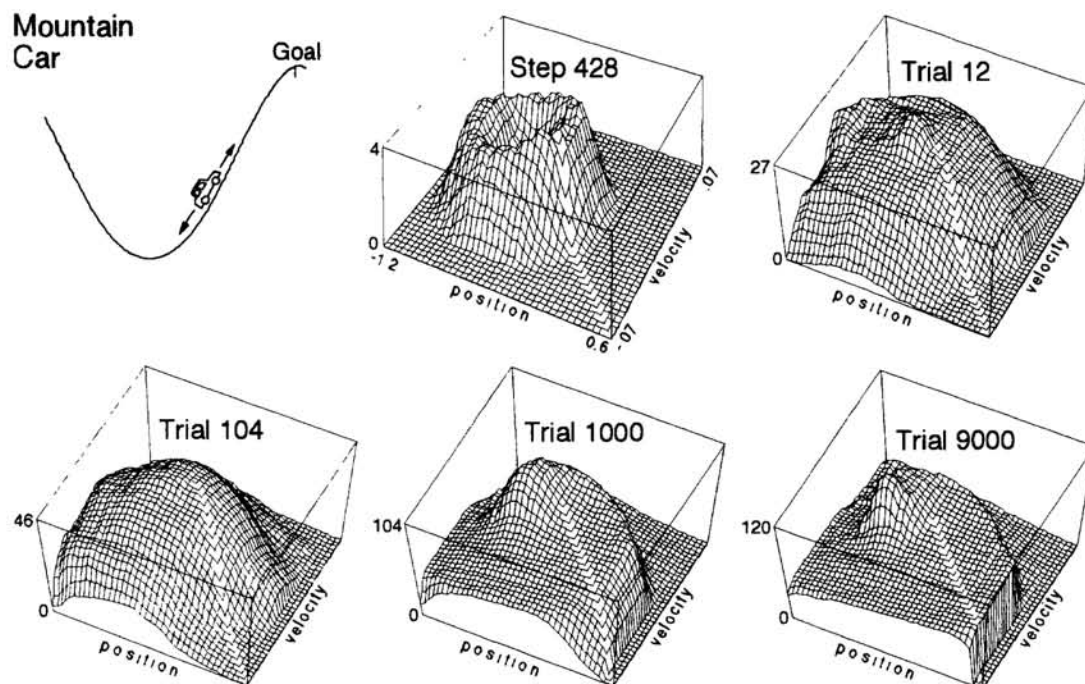 Mountain
Car
Goal
Step 428
4
0
-1 2
position
0.6
-.07
velocity
.07
Trial 12
27
0
position
velocity
Trial 104
46
0
position
velocity
Trial 1000
104
0
position
velocity
Trial 9000
120
0
position
velocity